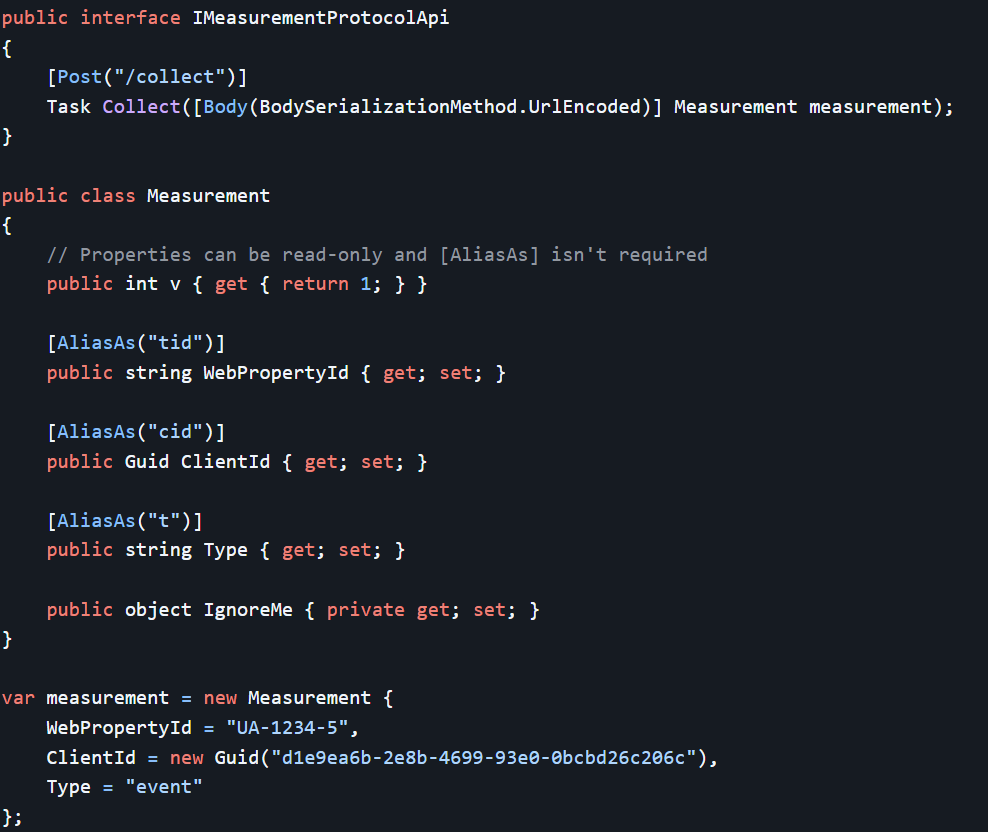 public interface IMeasurementProtocolApi
{
    [Post("/collect")]
    Task Collect([Body(BodySerializationMethod.UrlEncoded)] Measurement measurement);
}

public class Measurement
{
    // Properties can be read-only and [AliasAs] isn't required
    public int v { get { return 1; } }

    [AliasAs("tid")]
    public string WebPropertyId { get; set; }

    [AliasAs("cid")]
    public Guid ClientId { get; set; }

    [AliasAs("t")]
    public string Type { get; set; }

    public object IgnoreMe { private get; set; }
}

var measurement = new Measurement {
    WebPropertyId = "UA-1234-5",
    ClientId = new Guid("d1e9ea6b-2e8b-4699-93e0-0bcbd26c206c"),
    Type = "event"
};